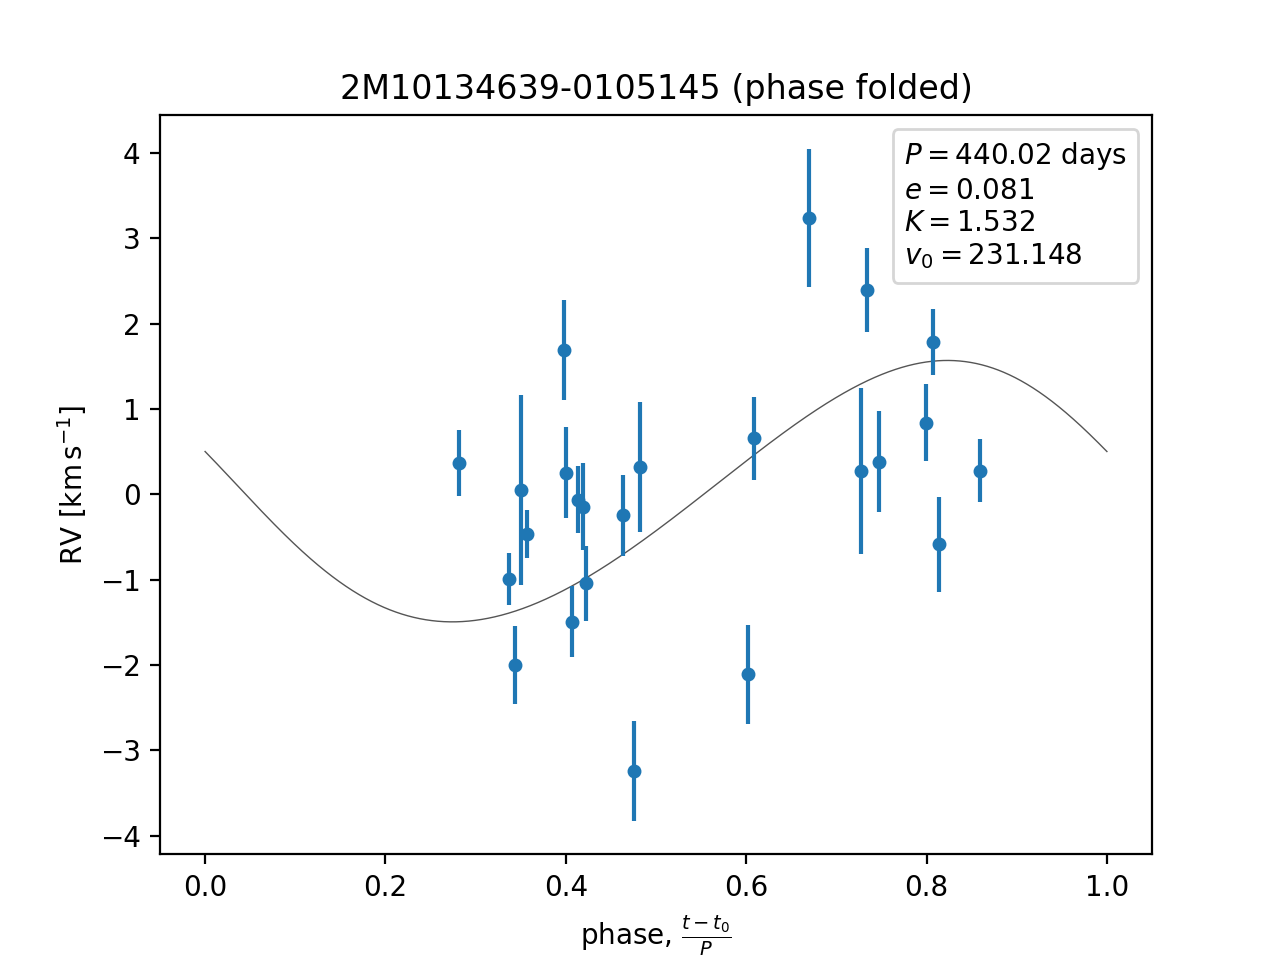 2M10134639-0105145 (phase folded)
P = 440.02 days
e = 0.081
K = 1.532
v₀ = 231.148
RV [km s⁻¹]
4
3
2
1
0
−1
−2
−3
−4
0.0 0.2 0.4 0.6 0.8 1.0
phase, (t − t₀)/P